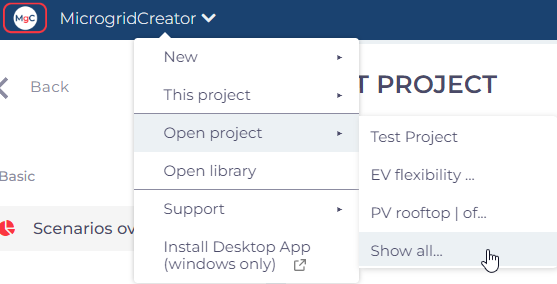 MgC MicrogridCreator
Back
T PROJECT
New
This project
Open project
Open library
Support
Install Desktop App
(windows only)
Test Project
EV flexibility ...
PV rooftop | of...
Show all...
Basic
Scenarios ov